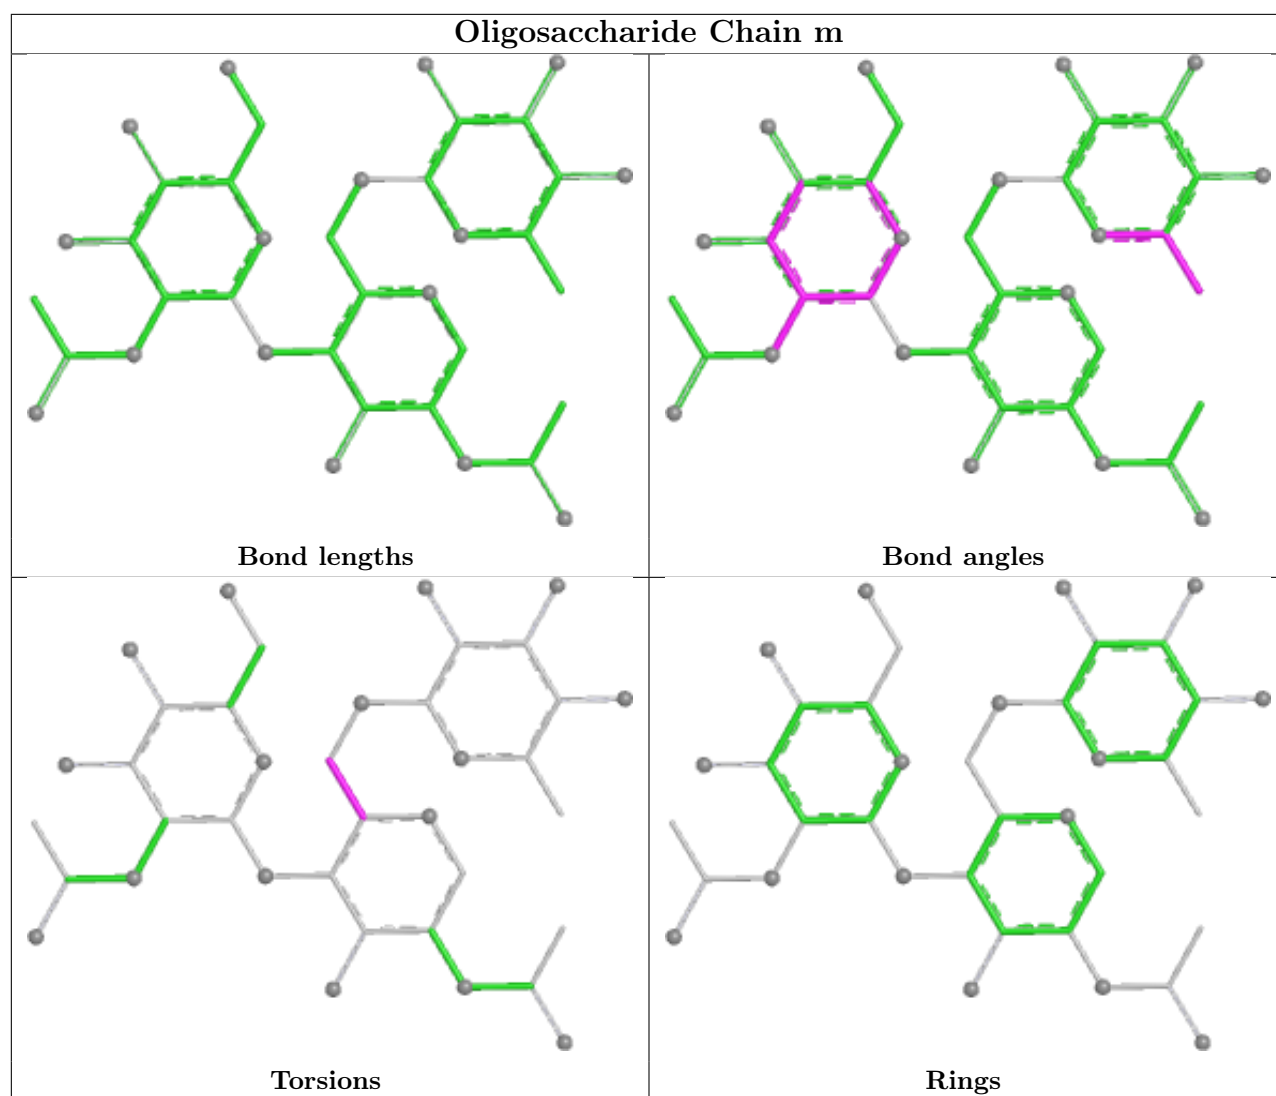 Oligosaccharide Chain m
Bond lengths
Bond angles
Torsions
Rings